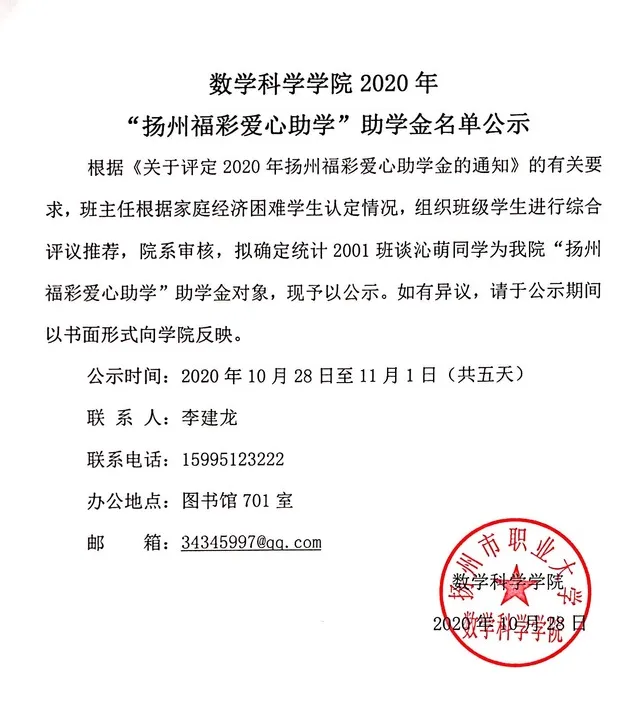 数学科学学院 2020 年
“扬州福彩爱心助学”助学金名单公示
根据《关于评定 2020 年扬州福彩爱心助学金的通知》的有关要
求，班主任根据家庭经济困难学生认定情况，组织班级学生进行综合
评议推荐，院系审核，拟确定统计 2001 班谈沁萌同学为我院“扬州
福彩爱心助学”助学金对象，现予以公示。如有异议，请于公示期间
以书面形式向学院反映。
公示时间：2020 年 10 月 28 日至 11 月 1 日（共五天）
联 系 人：李建龙
联系电话：15995123222
办公地点：图书馆 701 室
邮 箱：34345997@qq.com
扬州市职业大学
数学科学学院
2020 年 10 月 28 日
数学科学学院